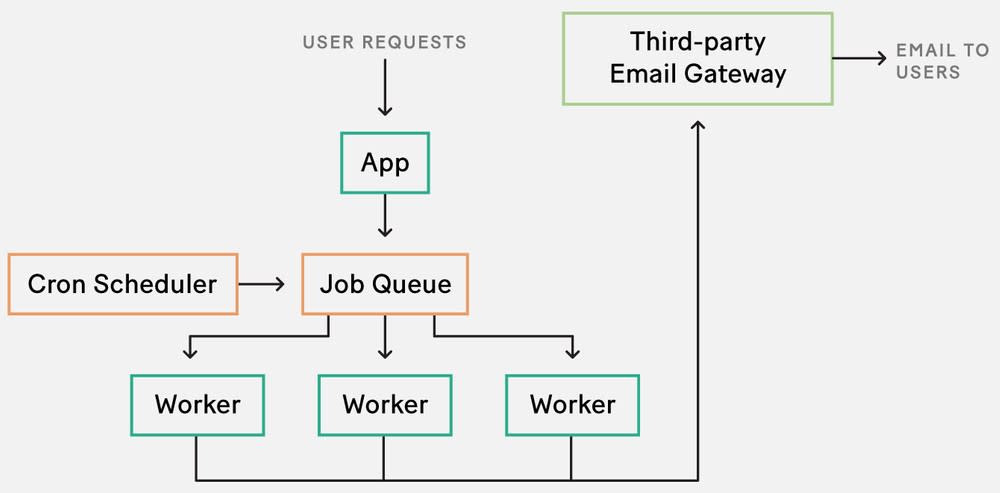 USER REQUESTS
Third-party
Email Gateway
EMAIL TO
USERS
App
Cron Scheduler
Job Queue
Worker
Worker
Worker